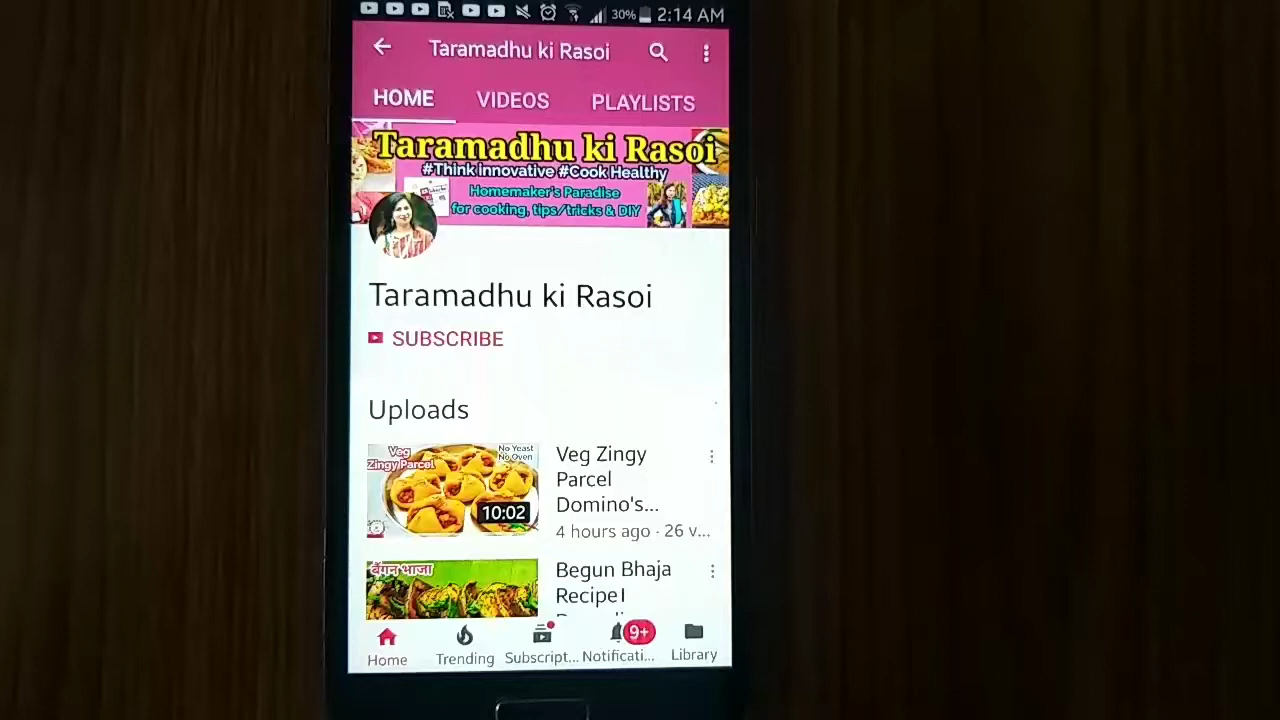 30% 2:14 AM
Taramadhu ki Rasoi
HOME VIDEOS PLAYLISTS
Taramadhu ki Rasoi
#Think innovative #Cook Healthy
Homemaker's Paradise
for cooking, tips/tricks & DIY
Taramadhu ki Rasoi
SUBSCRIBE
Uploads
Veg
Zingy Parcel
No Yeast
No Oven
10:02
Veg Zingy
Parcel
Domino's...
4 hours ago · 26 v...
बैंगन भाजा
Begun Bhaja
Recipe।
9+
Home Trending Subscript... Notificati... Library